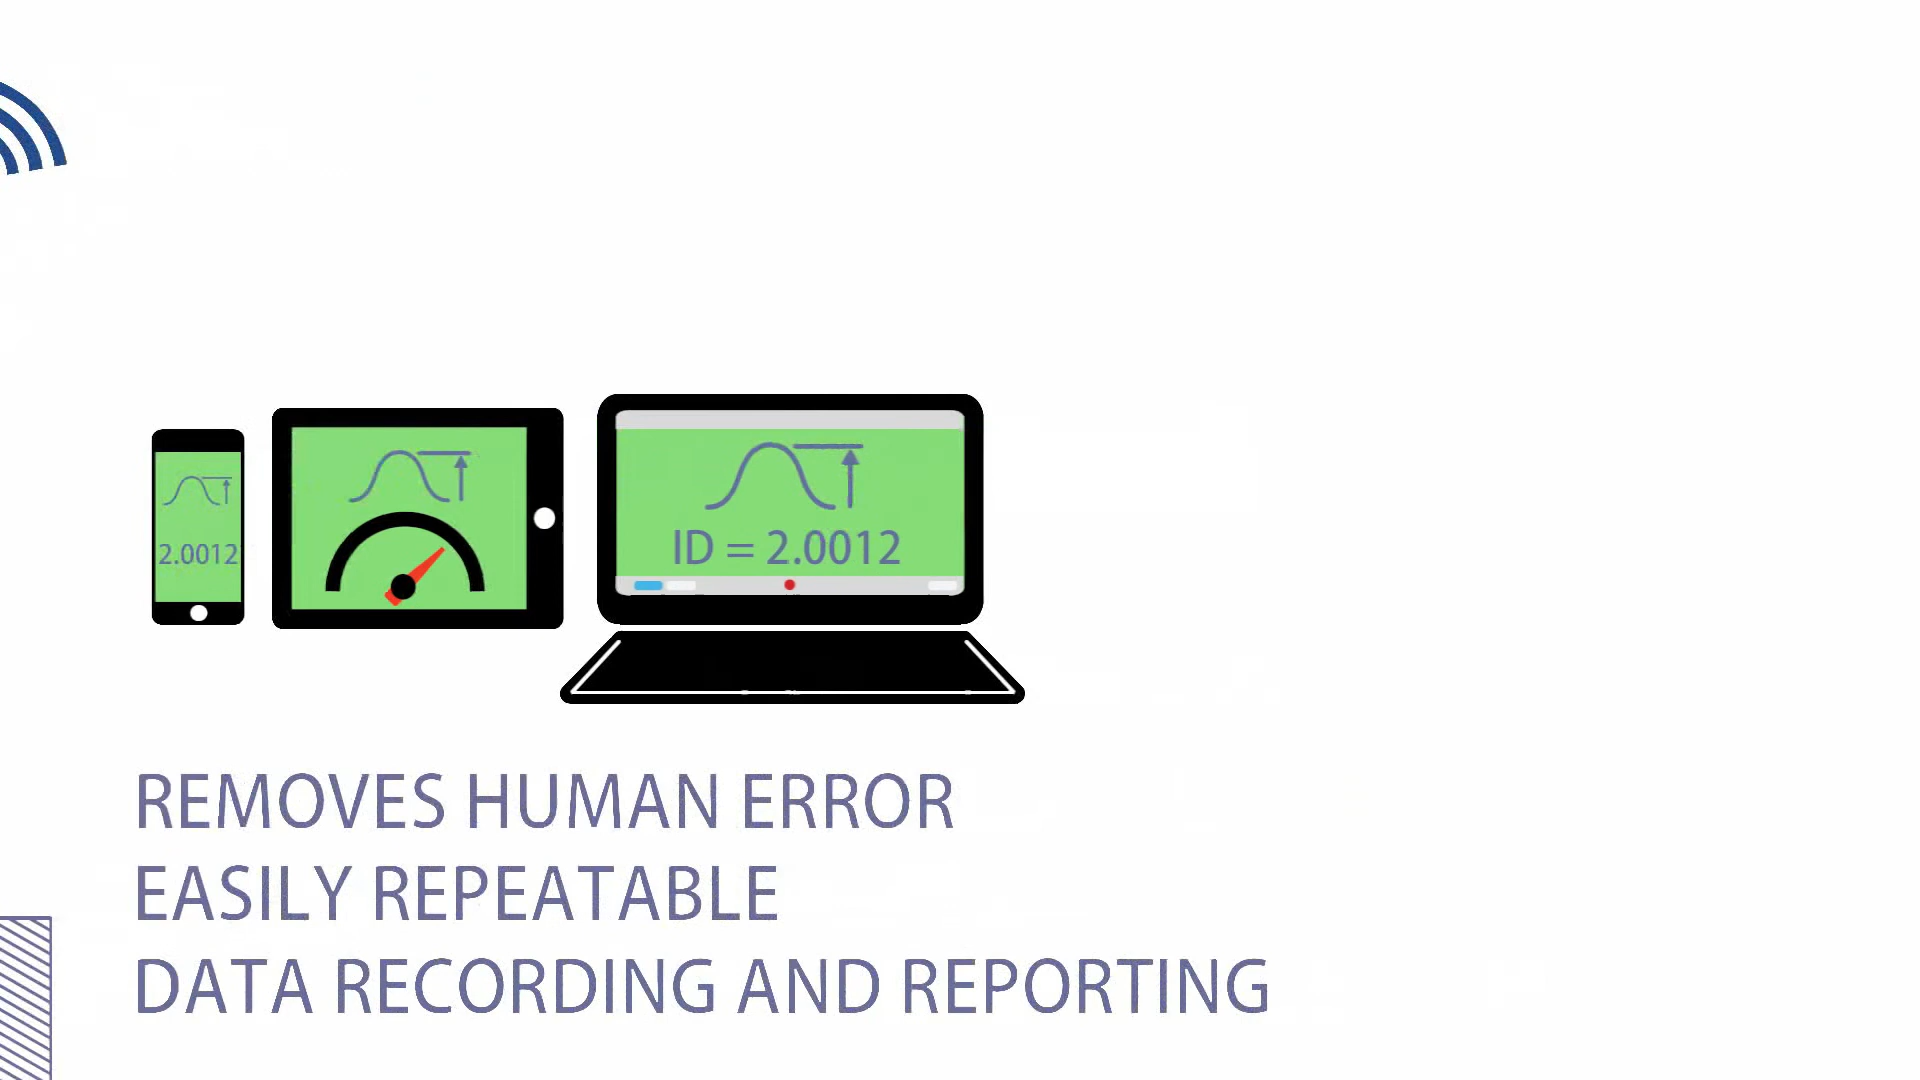 2.0012
ID = 2.0012
REMOVES HUMAN ERROR
EASILY REPEATABLE
DATA RECORDING AND REPORTING